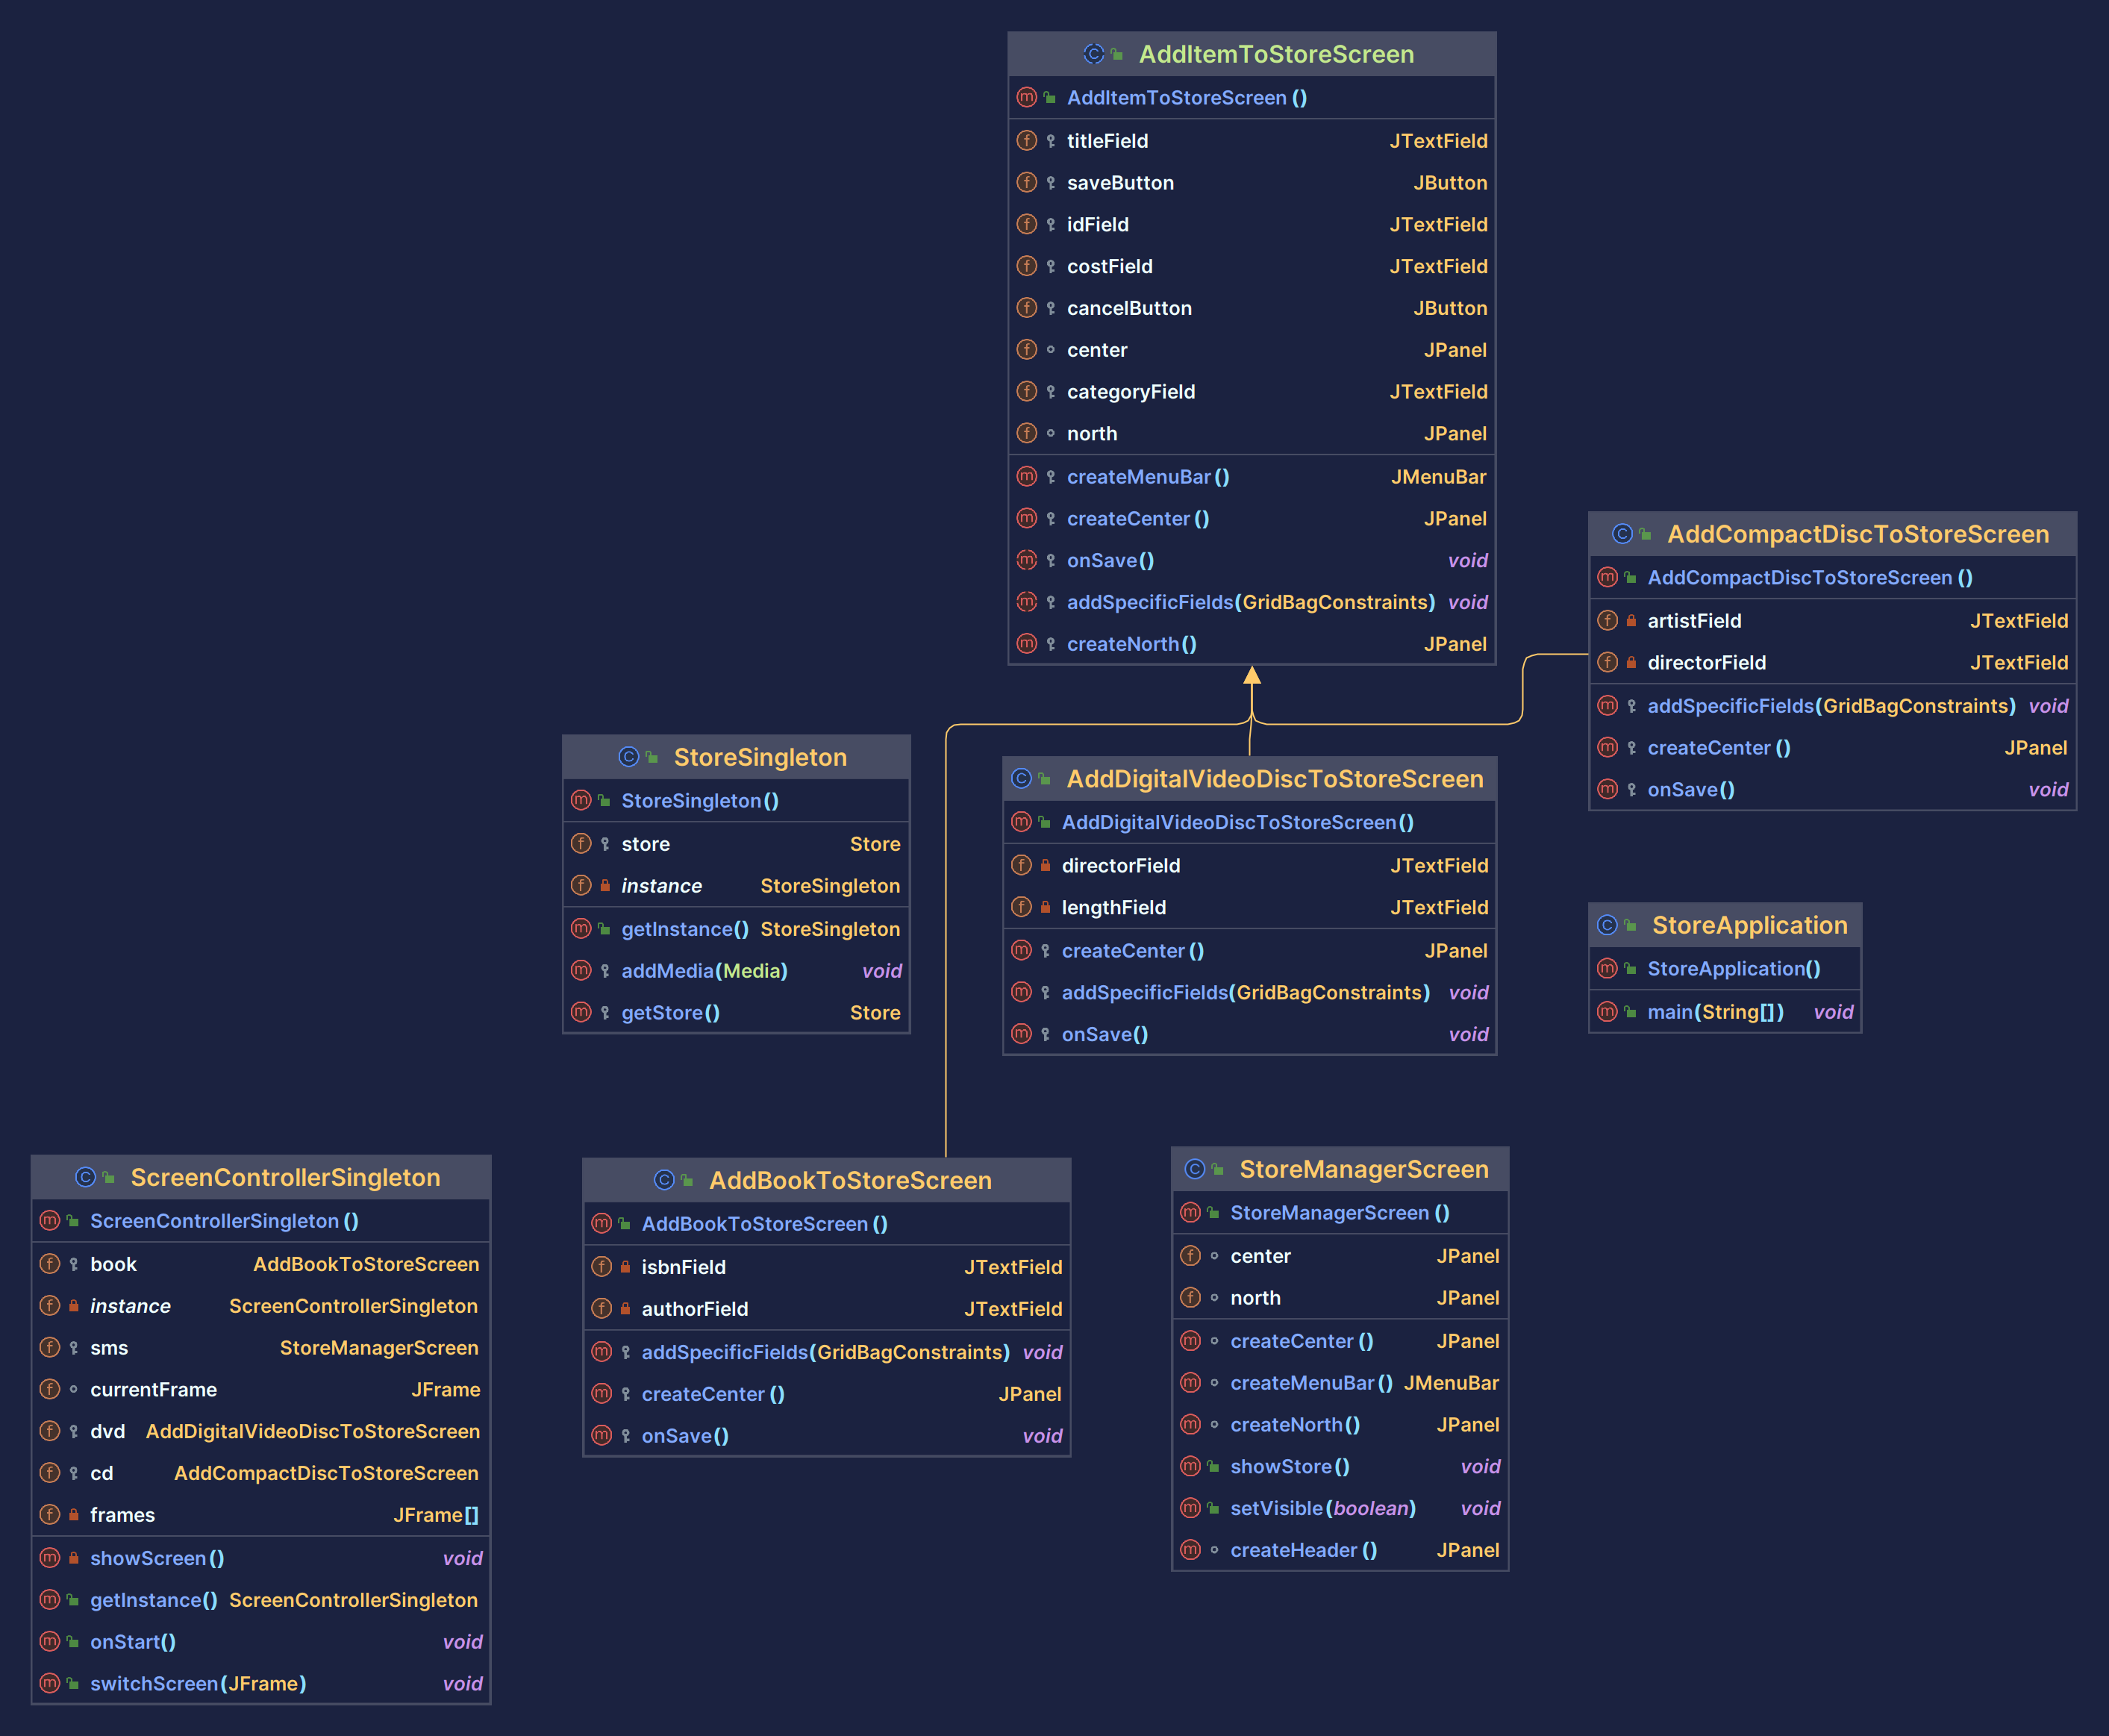 AddItemToStoreScreen
AddItemToStoreScreen()
titleField JTextField
saveButton JButton
idField JTextField
costField JTextField
cancelButton JButton
center JPanel
categoryField JTextField
north JPanel
createMenuBar() JMenuBar
createCenter() JPanel
onSave() void
addSpecificFields(GridBagConstraints) void
createNorth() JPanel
AddCompactDiscToStoreScreen
AddCompactDiscToStoreScreen()
artistField JTextField
directorField JTextField
addSpecificFields(GridBagConstraints) void
createCenter() JPanel
onSave() void
StoreSingleton
StoreSingleton()
store Store
instance StoreSingleton
getInstance() StoreSingleton
addMedia(Media) void
getStore() Store
AddDigitalVideoDiscToStoreScreen
AddDigitalVideoDiscToStoreScreen()
directorField JTextField
lengthField JTextField
createCenter() JPanel
addSpecificFields(GridBagConstraints) void
onSave() void
StoreApplication
StoreApplication()
main(String[]) void
ScreenControllerSingleton
ScreenControllerSingleton()
book AddBookToStoreScreen
instance ScreenControllerSingleton
sms StoreManagerScreen
currentFrame JFrame
dvd AddDigitalVideoDiscToStoreScreen
cd AddCompactDiscToStoreScreen
frames JFrame[]
showScreen() void
getInstance() ScreenControllerSingleton
onStart() void
switchScreen(JFrame) void
AddBookToStoreScreen
AddBookToStoreScreen()
isbnField JTextField
authorField JTextField
addSpecificFields(GridBagConstraints) void
createCenter() JPanel
onSave() void
StoreManagerScreen
StoreManagerScreen()
center JPanel
north JPanel
createCenter() JPanel
createMenuBar() JMenuBar
createNorth() JPanel
showStore() void
setVisible(boolean) void
createHeader() JPanel